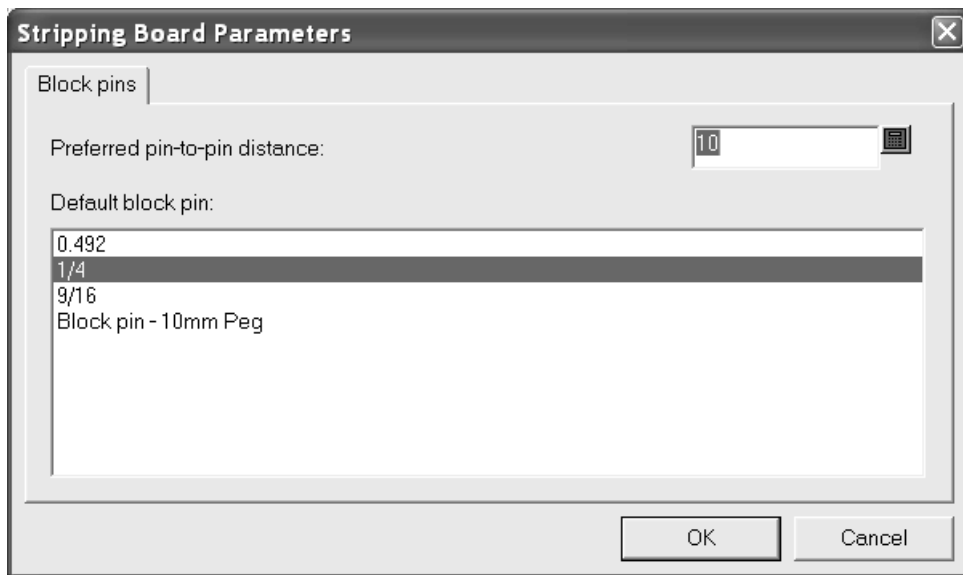 Stripping Board Parameters
Block pins
Preferred pin-to-pin distance: 10
Default block pin:
0.492
1/4
9/16
Block pin - 10mm Peg
OK Cancel